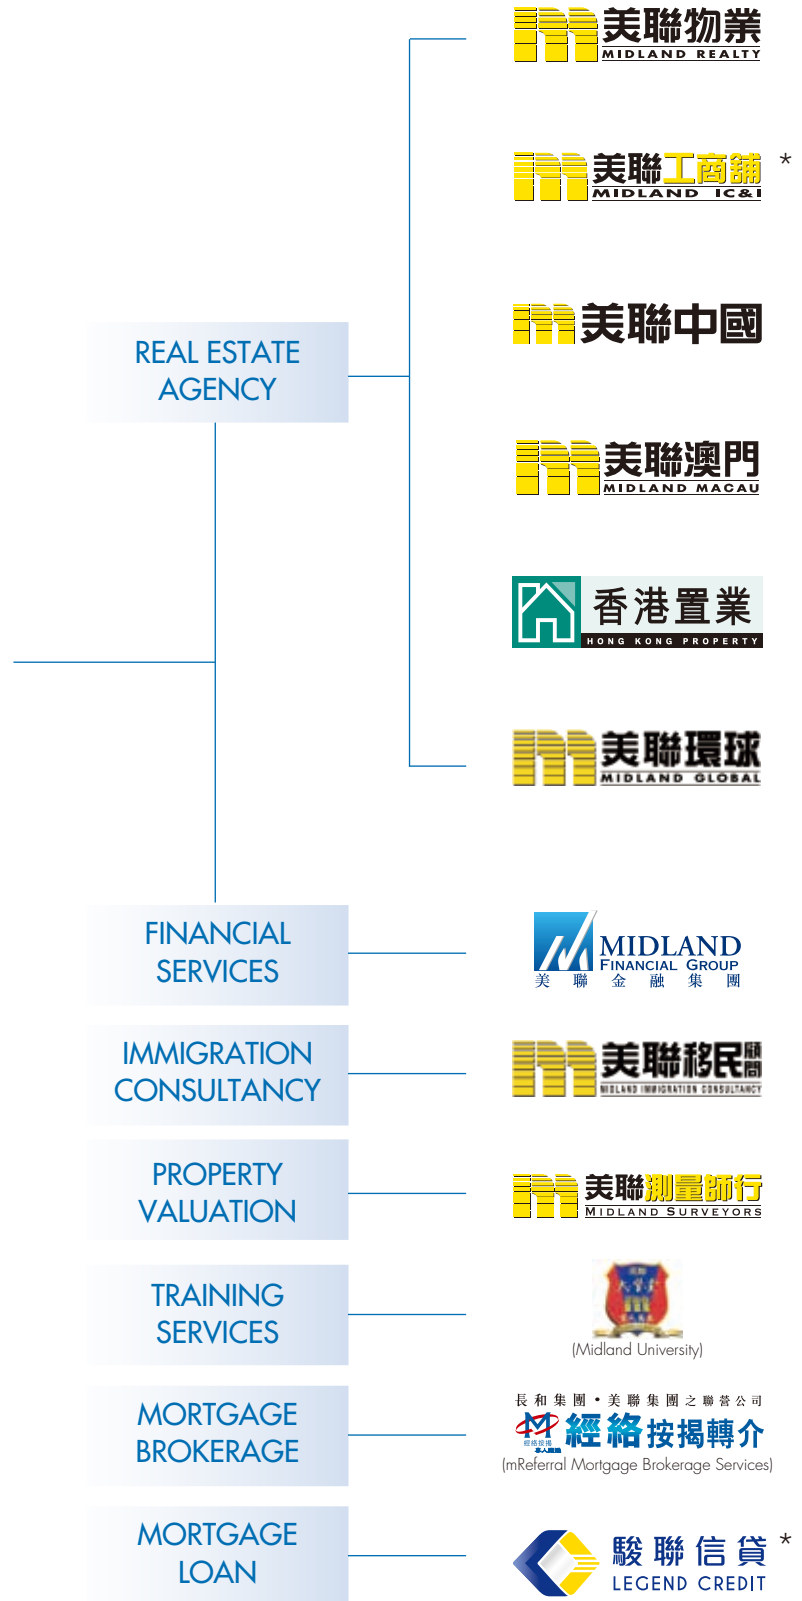 美聯物業
MIDLAND REALTY
美聯工商舖 *
MIDLAND IC&I
美聯中國
REAL ESTATE
AGENCY
美聯澳門
MIDLAND MACAU
香港置業
HONG KONG PROPERTY
美聯環球
MIDLAND GLOBAL
FINANCIAL
SERVICES
MIDLAND
FINANCIAL GROUP
美聯金融集團
IMMIGRATION
CONSULTANCY
美聯移民顧問
MIDLAND IMMIGRATION CONSULTANCY
PROPERTY
VALUATION
美聯測量師行
MIDLAND SURVEYORS
TRAINING
SERVICES
(Midland University)
MORTGAGE
BROKERAGE
長和集團•美聯集團之聯營公司
經絡按揭轉介
經絡按揭
(mReferral Mortgage Brokerage Services)
MORTGAGE
LOAN
駿聯信貸 *
LEGEND CREDIT